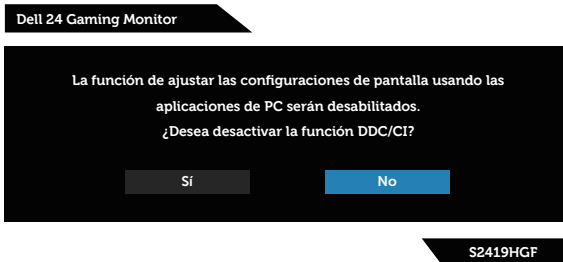 Dell 24 Gaming Monitor
La función de ajustar las configuraciones de pantalla usando las
aplicaciones de PC serán desabilitados.
¿Desea desactivar la función DDC/CI?
Sí
No
S2419HGF